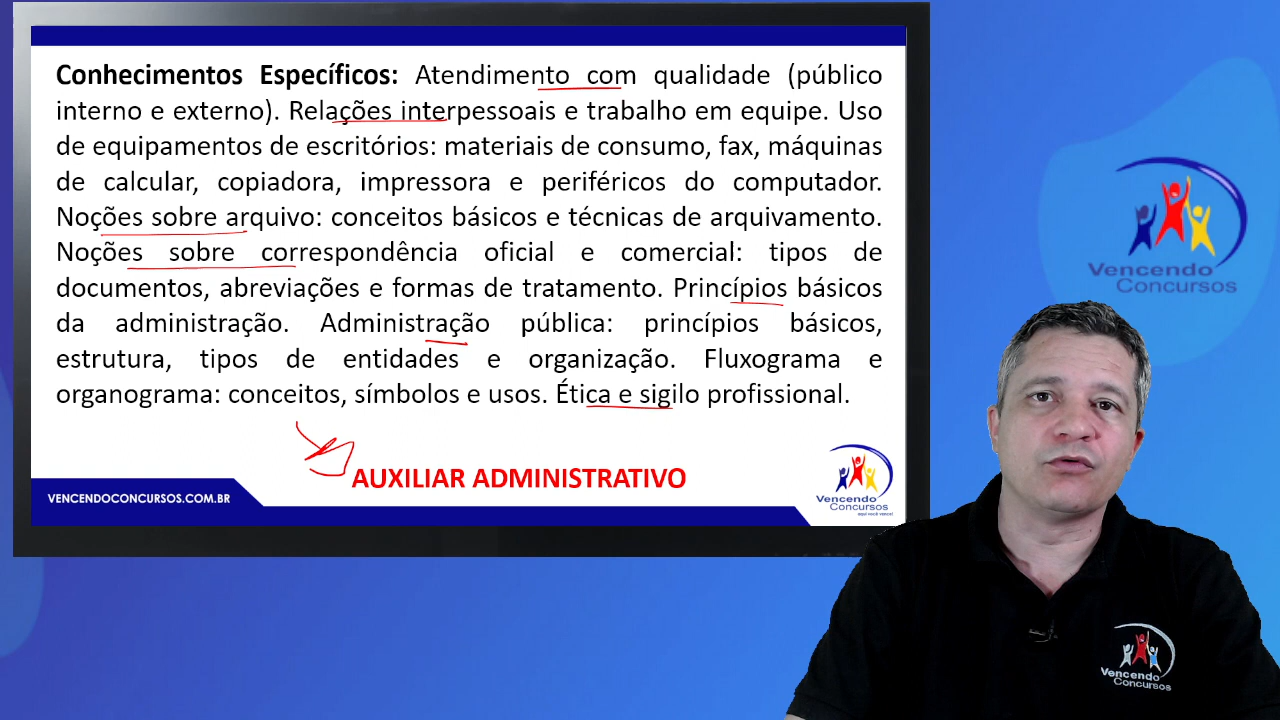 Conhecimentos Específicos: Atendimento com qualidade (público
interno e externo). Relações interpessoais e trabalho em equipe. Uso
de equipamentos de escritórios: materiais de consumo, fax, máquinas
de calcular, copiadora, impressora e periféricos do computador.
Noções sobre arquivo: conceitos básicos e técnicas de arquivamento.
Noções sobre correspondência oficial e comercial: tipos de
documentos, abreviações e formas de tratamento. Princípios básicos
da administração. Administração pública: princípios básicos,
estrutura, tipos de entidades e organização. Fluxograma e
organograma: conceitos, símbolos e usos. Ética e sigilo profissional.
AUXILIAR ADMINISTRATIVO
VENCENDOCONCURSOS.COM.BR
Vencendo
Concursos
aqui você vence!
Vencendo
Concursos
Vencendo
Concursos